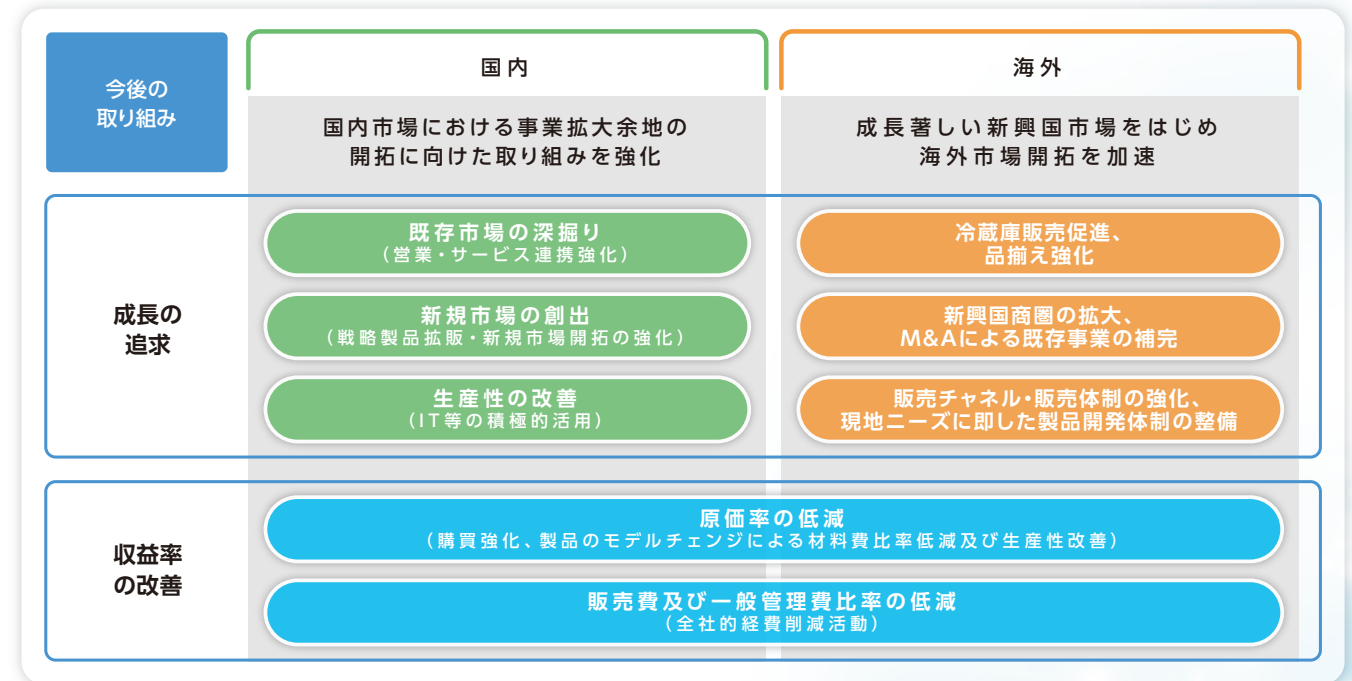 今後の
取り組み
国内
海外
国内市場における事業拡大余地の
開拓に向けた取り組みを強化
成長著しい新興国市場をはじめ
海外市場開拓を加速
成長の
追求
既存市場の深掘り
（営業・サービス連携強化）
新規市場の創出
（戦略製品拡販・新規市場開拓の強化）
生産性の改善
（IT等の積極的活用）
冷蔵庫販売促進、
品揃え強化
新興国商圏の拡大、
M&Aによる既存事業の補完
販売チャネル・販売体制の強化、
現地ニーズに即した製品開発体制の整備
収益率
の改善
原価率の低減
（購買強化、製品のモデルチェンジによる材料費比率低減及び生産性改善）
販売費及び一般管理費比率の低減
（全社的経費削減活動）